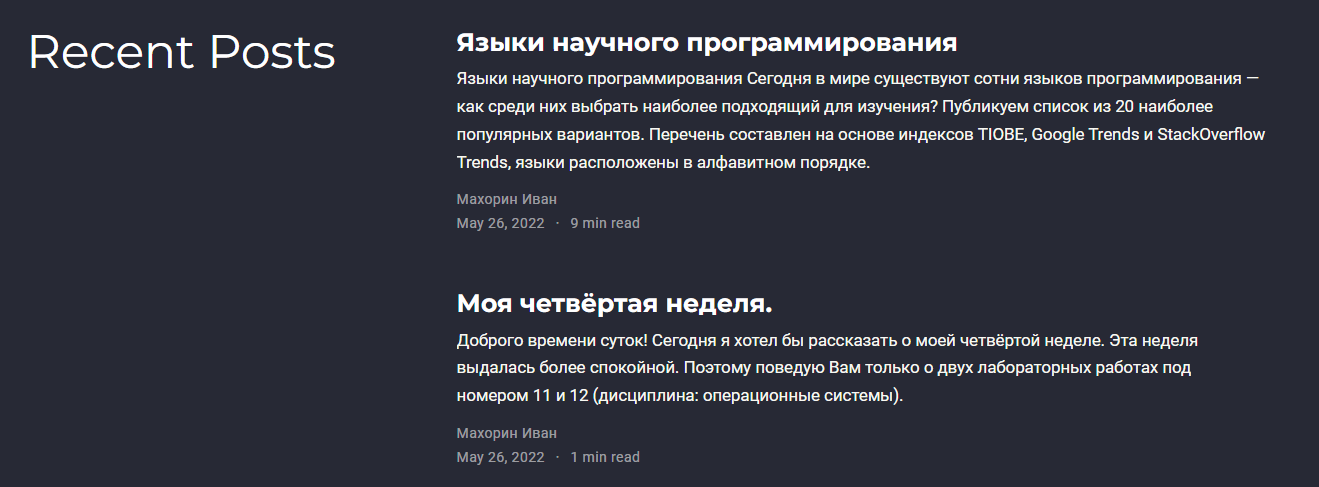 Recent Posts
Языки научного программирования
Языки научного программирования Сегодня в мире существуют сотни языков программирования —
как среди них выбрать наиболее подходящий для изучения? Публикуем список из 20 наиболее
популярных вариантов. Перечень составлен на основе индексов TIOBE, Google Trends и StackOverflow
Trends, языки расположены в алфавитном порядке.
Махорин Иван
May 26, 2022 · 9 min read
Моя четвёртая неделя.
Доброго времени суток! Сегодня я хотел бы рассказать о моей четвёртой неделе. Эта неделя
выдалась более спокойной. Поэтому поведую Вам только о двух лабораторных работах под
номером 11 и 12 (дисциплина: операционные системы).
Махорин Иван
May 26, 2022 · 1 min read